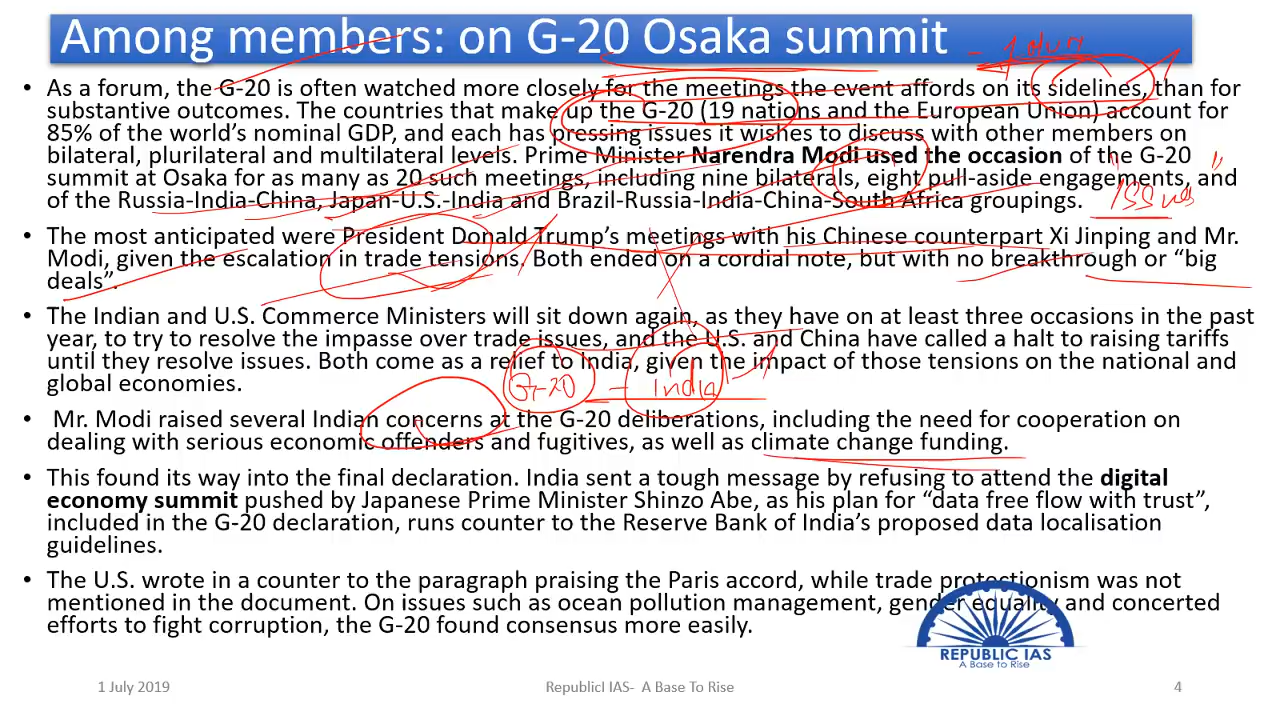 Among members: on G-20 Osaka summit
• As a forum, the G-20 is often watched more closely for the meetings the event affords on its sidelines, than for
substantive outcomes. The countries that make up the G-20 (19 nations and the European Union) account for
85% of the world’s nominal GDP, and each has pressing issues it wishes to discuss with other members on
bilateral, plurilateral and multilateral levels. Prime Minister Narendra Modi used the occasion of the G-20
summit at Osaka for as many as 20 such meetings, including nine bilaterals, eight pull-aside engagements, and
of the Russia-India-China, Japan-U.S.-India and Brazil-Russia-India-China-South Africa groupings.
"Issues"
• The most anticipated were President Donald Trump’s meetings with his Chinese counterpart Xi Jinping and Mr.
Modi, given the escalation in trade tensions. Both ended on a cordial note, but with no breakthrough or “big
deals”.
• The Indian and U.S. Commerce Ministers will sit down again, as they have on at least three occasions in the past
year, to try to resolve the impasse over trade issues, and the U.S. and China have called a halt to raising tariffs
until they resolve issues. Both come as a relief to India, given the impact of those tensions on the national and
global economies.
G-20 – India
• Mr. Modi raised several Indian concerns at the G-20 deliberations, including the need for cooperation on
dealing with serious economic offenders and fugitives, as well as climate change funding.
• This found its way into the final declaration. India sent a tough message by refusing to attend the digital
economy summit pushed by Japanese Prime Minister Shinzo Abe, as his plan for “data free flow with trust”,
included in the G-20 declaration, runs counter to the Reserve Bank of India’s proposed data localisation
guidelines.
• The U.S. wrote in a counter to the paragraph praising the Paris accord, while trade protectionism was not
mentioned in the document. On issues such as ocean pollution management, gender equality and concerted
efforts to fight corruption, the G-20 found consensus more easily.
REPUBLIC IAS
A Base to Rise
1 July 2019
RepublicI IAS- A Base To Rise
4